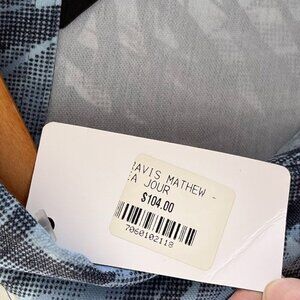 RAVIS MATHEW -
EA JOUR
$104.00
7060102118